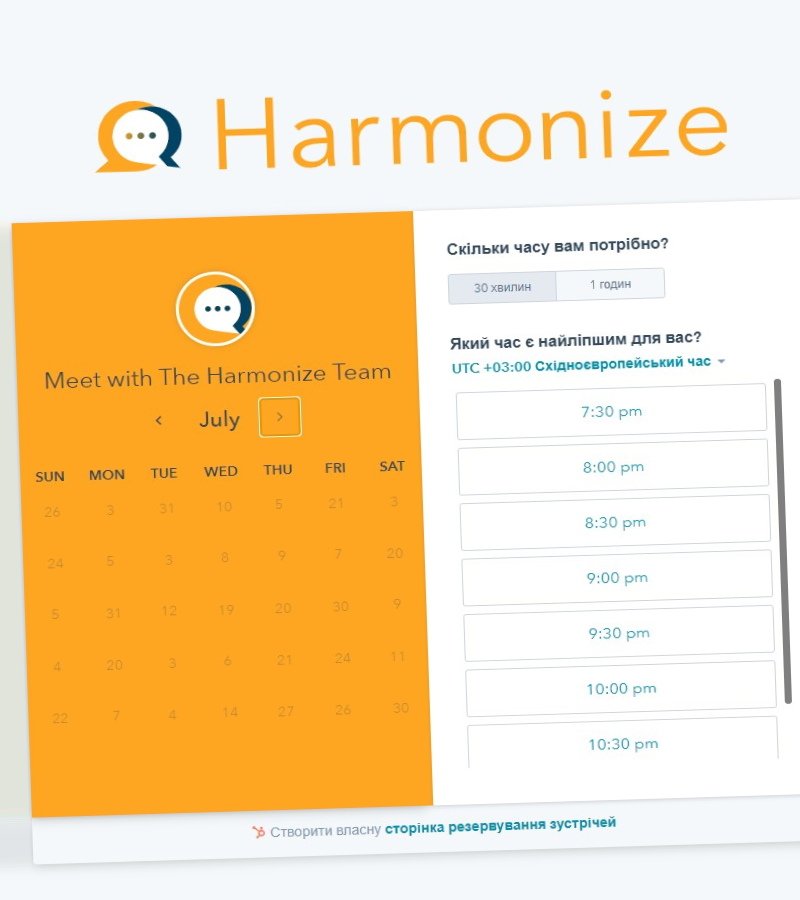 Harmonize
Meet with The Harmonize Team
July
SUN MON TUE WED THU FRI SAT
26 3 31 10 5 21 3
24 5 3 8 9 7 20
5 31 12 19 20 30 9
4 20 3 6 21 24 11
22 7 4 14 27 26 30
Скільки часу вам потрібно?
30 хвилин 1 годин
Який час є найліпшим для вас?
UTC +03:00 Східноєвропейський час
7:30 pm
8:00 pm
8:30 pm
9:00 pm
9:30 pm
10:00 pm
10:30 pm
Створити власну сторінка резервування зустрічей